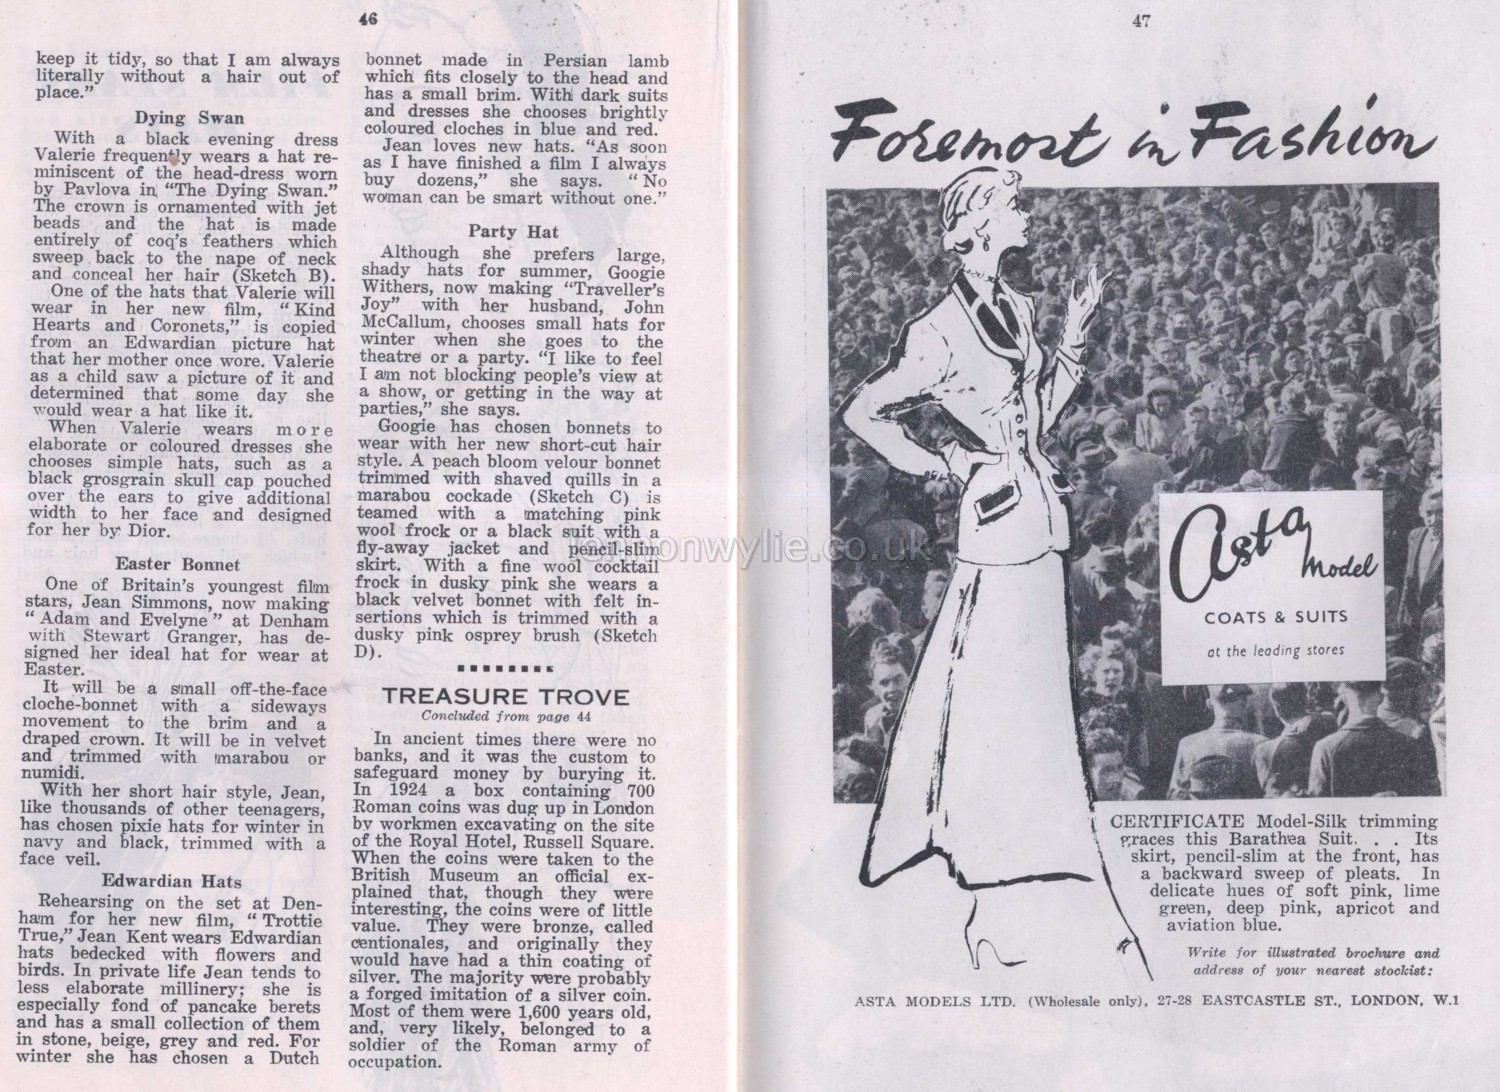 46
keep it tidy, so that I am always
literally without a hair out of
place.”
Dying Swan
With a black evening dress
Valerie frequently wears a hat re-
miniscent of the head-dress worn
by Pavlova in “The Dying Swan.”
The crown is ornamented with jet
beads and the hat is made
entirely of coq's feathers which
sweep back to the nape of neck
and conceal her hair (Sketch B).
One of the hats that Valerie will
wear in her new film, “Kind
Hearts and Coronets,” is copied
from an Edwardian picture hat
that her mother once wore. Valerie
as a child saw a picture of it and
determined that some day she
would wear a hat like it.
When Valerie wears more
elaborate or coloured dresses she
chooses simple hats, such as a
black grosgrain skull cap pouched
over the ears to give additional
width to her face and designed
for her by Dior.
Easter Bonnet
One of Britain's youngest film
stars, Jean Simmons, now making
“Adam and Evelyne” at Denham
with Stewart Granger, has de-
signed her ideal hat for wear at
Easter.
It will be a small off-the-face
cloche-bonnet with a sideways
movement to the brim and a
draped crown. It will be in velvet
and trimmed with marabou or
numidi.
With her short hair style, Jean,
like thousands of other teenagers,
has chosen pixie hats for winter in
navy and black, trimmed with a
face veil.
Edwardian Hats
Rehearsing on the set at Den-
ham for her new film, “Trottie
True,” Jean Kent wears Edwardian
hats bedecked with flowers and
birds. In private life Jean tends to
less elaborate millinery; she is
especially fond of pancake berets
and has a small collection of them
in stone, beige, grey and red. For
winter she has chosen a Dutch
bonnet made in Persian lamb
which fits closely to the head and
has a small brim. With dark suits
and dresses she chooses brightly
coloured cloches in blue and red.
Jean loves new hats. “As soon
as I have finished a film I always
buy dozens,” she says. “No
woman can be smart without one.”
Party Hat
Although she prefers large,
shady hats for summer, Googie
Withers, now making “Traveller's
Joy” with her husband, John
McCallum, chooses small hats for
winter when she goes to the
theatre or a party. “I like to feel
I am not blocking people's view at
a show, or getting in the way at
parties,” she says.
Googie has chosen bonnets to
wear with her new short-cut hair
style. A peach bloom velour bonnet
trimmed with shaved quills in a
marabou cockade (Sketch C) is
teamed with a matching pink
wool frock or a black suit with a
fly-away jacket and pencil-slim
skirt. With a fine wool cocktail
frock in dusky pink she wears a
black velvet bonnet with felt in-
sertions which is trimmed with a
dusky pink osprey brush (Sketch
D).
TREASURE TROVE
Concluded from page 44
In ancient times there were no
banks, and it was the custom to
safeguard money by burying it.
In 1924 a box containing 700
Roman coins was dug up in London
by workmen excavating on the site
of the Royal Hotel, Russell Square.
When the coins were taken to the
British Museum an official ex-
plained that, though they were
interesting, the coins were of little
value. They were bronze, called
centionales, and originally they
would have had a thin coating of
silver. The majority were probably
a forged imitation of a silver coin.
Most of them were 1,600 years old,
and, very likely, belonged to a
soldier of the Roman army of
occupation.
lennonwylie.co.uk
47
Foremost in Fashion
Asta
Model
COATS & SUITS
at the leading stores
CERTIFICATE Model-Silk trimming
graces this Barathea Suit. . . Its
skirt, pencil-slim at the front, has
a backward sweep of pleats. In
delicate hues of soft pink, lime
green, deep pink, apricot and
aviation blue.
Write for illustrated brochure and
address of your nearest stockist:
ASTA MODELS LTD. (Wholesale only), 27-28 EASTCASTLE ST., LONDON, W.1